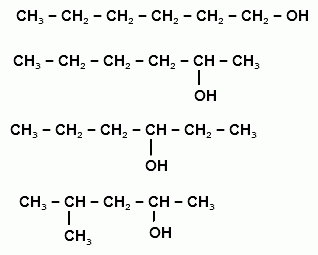 CH₃ – CH₂ – CH₂ – CH₂ – CH₂ – CH₂ – OH
CH₃ – CH₂ – CH₂ – CH₂ – CH – CH₃
OH
CH₃ – CH₂ – CH₂ – CH – CH₂ – CH₃
OH
CH₃ – CH – CH₂ – CH – CH₃
CH₃ OH